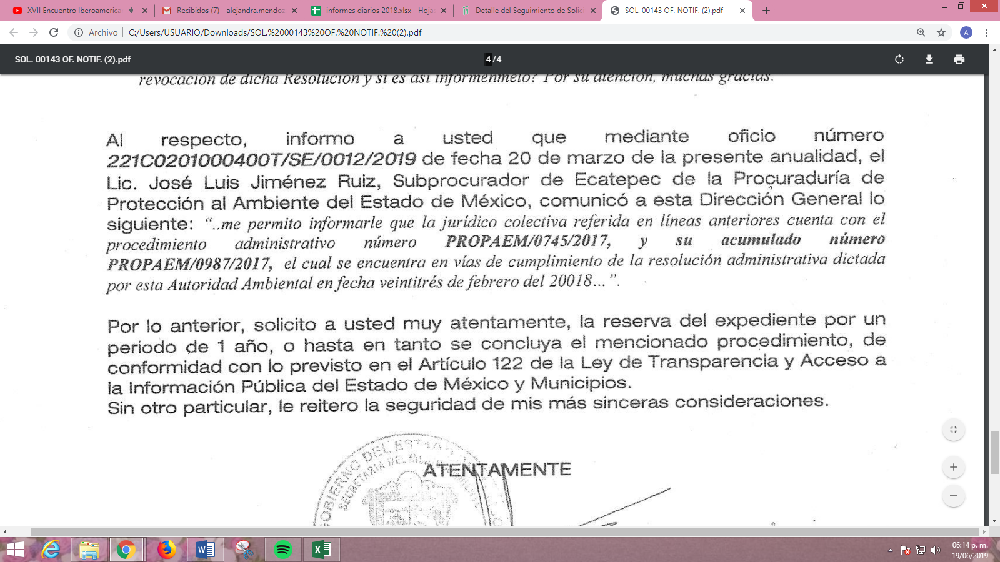 XVII Encuentro Iberoamerica
Recibidos (7) - alejandra.mendoz
informes diarios 2018.xlsx - Hoja
Detalle del Seguimiento de Solici
SOL. 00143 OF. NOTIF. (2).pdf
Archivo | C:/Users/USUARIO/Downloads/SOL.%2000143%20OF.%20NOTIF.%20(2).pdf
A
SOL. 00143 OF. NOTIF. (2).pdf
4 / 4
revocación de dicha Resolución y si es así infórmenmelo? Por su atención, muchas gracias.
Al respecto, informo a usted que mediante oficio número
221C0201000400T/SE/0012/2019 de fecha 20 de marzo de la presente anualidad, el
Lic. José Luis Jiménez Ruiz, Subprocurador de Ecatepec de la Procuraduría de
Protección al Ambiente del Estado de México, comunicó a esta Dirección General lo
siguiente: “..me permito informarle que la jurídico colectiva referida en líneas anteriores cuenta con el
procedimiento administrativo número PROPAEM/0745/2017, y su acumulado número
PROPAEM/0987/2017, el cual se encuentra en vías de cumplimiento de la resolución administrativa dictada
por esta Autoridad Ambiental en fecha veintitrés de febrero del 20018...”.
Por lo anterior, solicito a usted muy atentamente, la reserva del expediente por un
periodo de 1 año, o hasta en tanto se concluya el mencionado procedimiento, de
conformidad con lo previsto en el Artículo 122 de la Ley de Transparencia y Acceso a
la Información Pública del Estado de México y Municipios.
Sin otro particular, le reitero la seguridad de mis más sinceras consideraciones.
GOBIERNO DEL ESTADO
SECRETARIA DEL
ATENTAMENTE
06:14 p. m.
19/06/2019